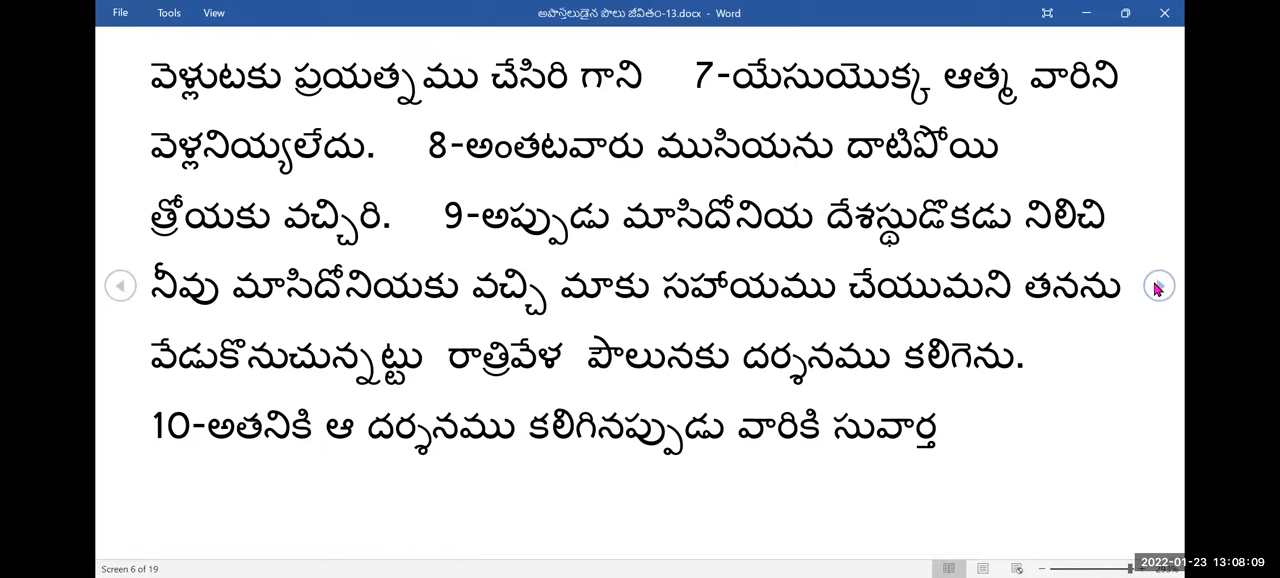 File Tools View అపొస్తలుడైన పౌలు జీవితం-13.docx - Word
వెళ్లుటకు ప్రయత్నము చేసిరి గాని 7-యేసుయొక్క ఆత్మ వారిని
వెళ్లనియ్యలేదు. 8-అంతటవారు ముసియను దాటిపోయి
త్రోయకు వచ్చిరి. 9-అప్పుడు మాసిదోనియ దేశస్థుడొకడు నిలిచి
నీవు మాసిదోనియకు వచ్చి మాకు సహాయము చేయుమని తనను
వేడుకొనుచున్నట్టు రాత్రివేళ పౌలునకు దర్శనము కలిగెను.
10-అతనికి ఆ దర్శనము కలిగినప్పుడు వారికి సువార్త
Screen 6 of 19
2022-01-23 13:08:09